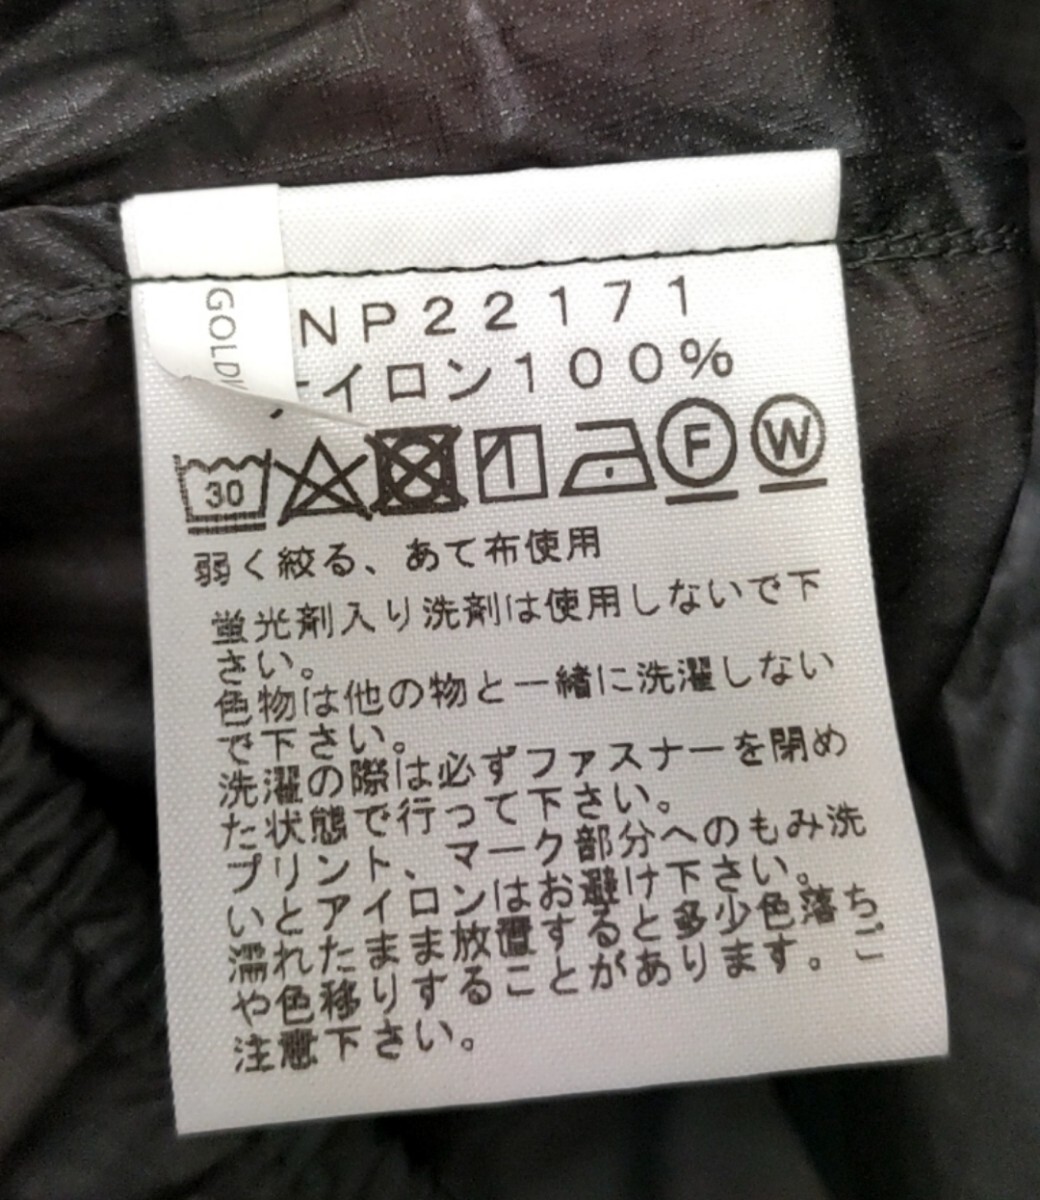 GOLDW
NP22171
ナイロン100%
30
F
W
弱く絞る、あて布使用
蛍光剤入り洗剤は使用しないで下
さい。
色物は他の物と一緒に洗濯しない
で下さい。
洗濯の際は必ずファスナーを閉め
た状態で行って下さい。
プリント、マーク部分へのもみ洗
いとアイロンはお避け下さい。
濡れたまま放置すると多少色落ち
や色移りすることがあります。ご
注意下さい。